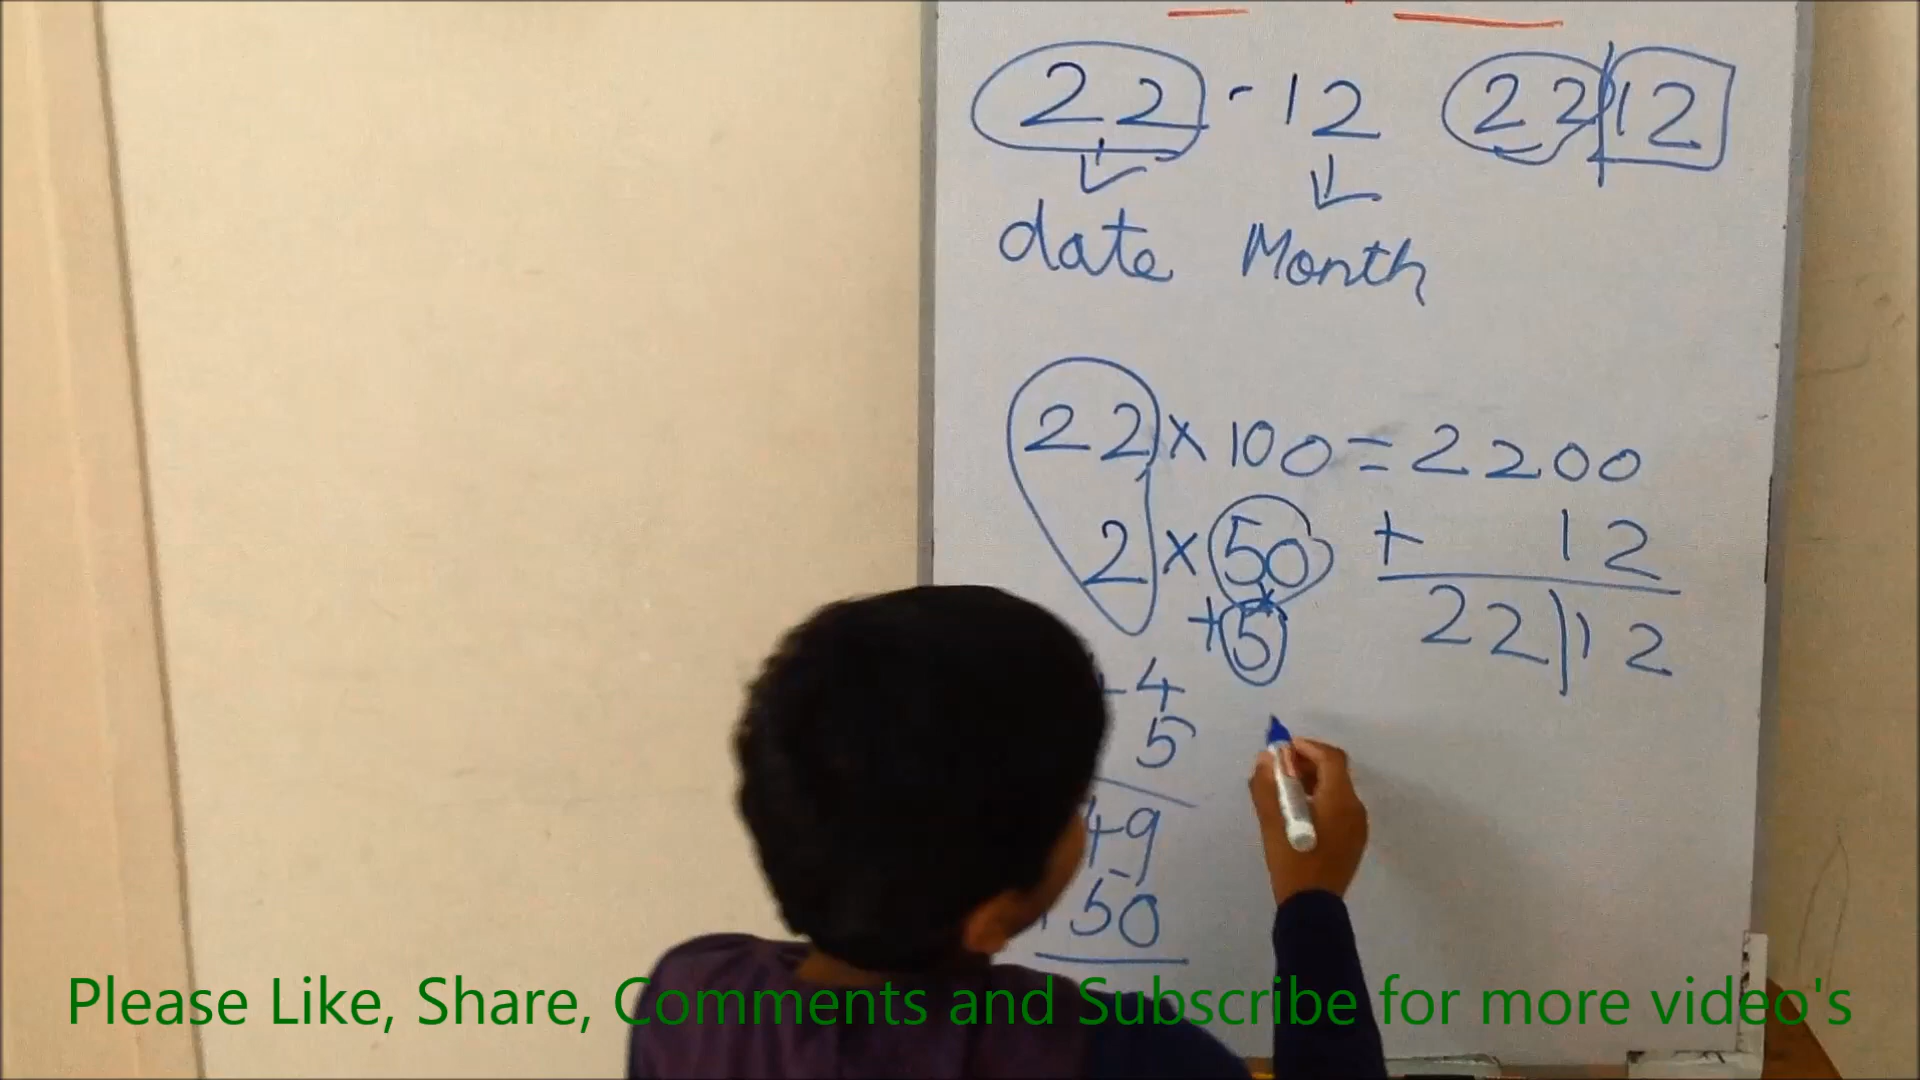 22 - 12 22|12
date Month
22 × 100 = 2200
2 × 50 + 12
+ 5 22|12
4
5
49
50
Please Like, Share, Comments and Subscribe for more video's